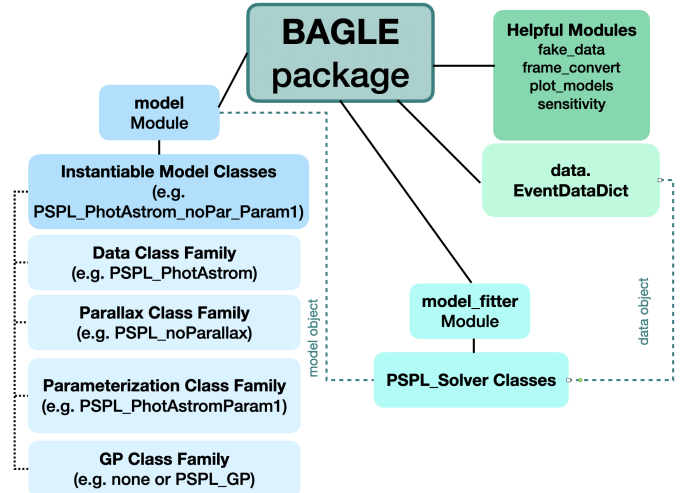 BAGLE
package
Helpful Modules
fake_data
frame_convert
plot_models
sensitivity
model
Module
data.
EventDataDict
Instantiable Model Classes
(e.g.
PSPL_PhotAstrom_noPar_Param1)
Data Class Family
(e.g. PSPL_PhotAstrom)
Parallax Class Family
(e.g. PSPL_noParallax)
Parameterization Class Family
(e.g. PSPL_PhotAstromParam1)
GP Class Family
(e.g. none or PSPL_GP)
model object
model_fitter
Module
PSPL_Solver Classes
data object